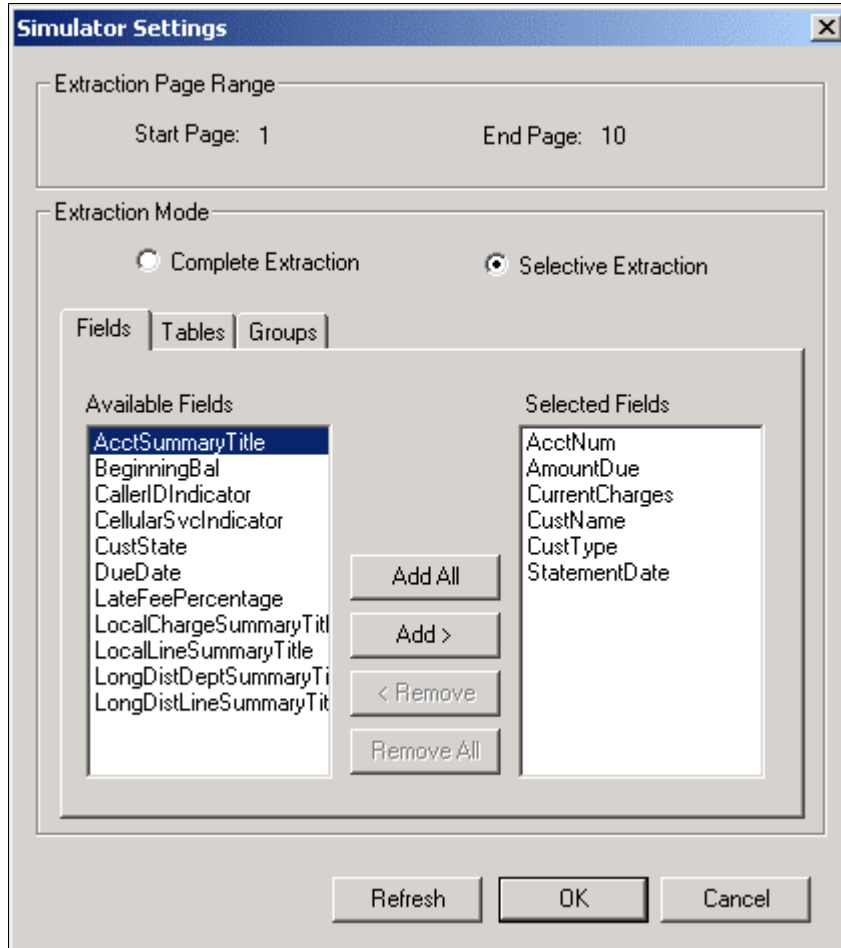 Simulator Settings
Extraction Page Range
Start Page: 1
End Page: 10
Extraction Mode
Complete Extraction
Selective Extraction
Fields
Tables
Groups
Available Fields
AcctSummaryTitle
BeginningBal
CallerIDIndicator
CellularSvcIndicator
CustState
DueDate
LateFeePercentage
LocalChargeSummaryTitl
LocalLineSummaryTitle
LongDistDeptSummaryTi
LongDistLineSummaryTit
Add All
Add >
< Remove
Remove All
Selected Fields
AcctNum
AmountDue
CurrentCharges
CustName
CustType
StatementDate
Refresh
OK
Cancel